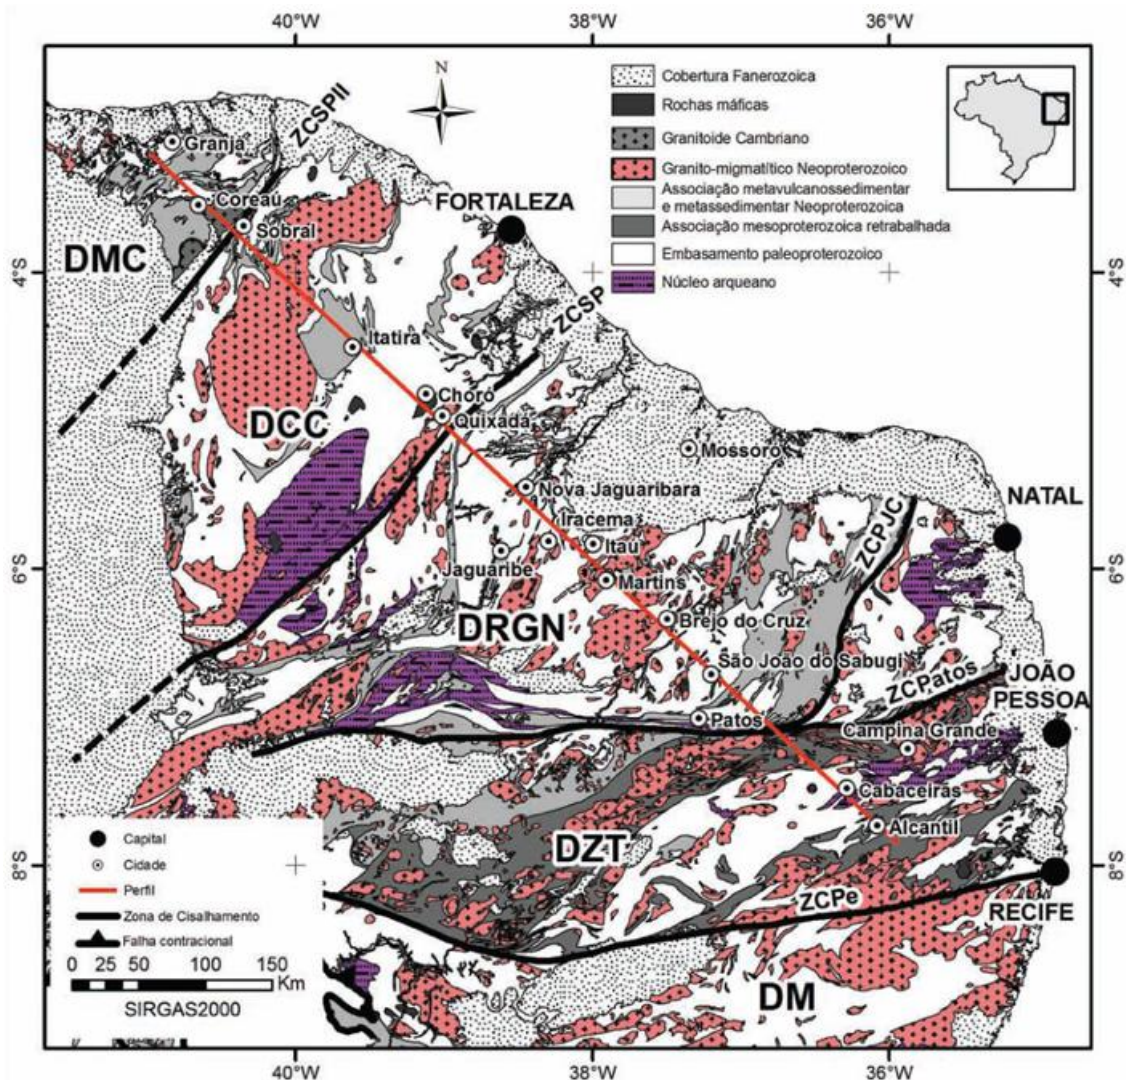 40°W
38°W
36°W
N
Cobertura Fanerozoica
Rochas máficas
Granitoide Cambriano
Granito-migmatítico Neoproterozoico
Associação metavulcanossedimentar
e metassedimentar Neoproterozoica
Associação mesoproterozoica retrabalhada
Embasamento paleoproterozoico
Núcleo arqueano
ZCSPII
Granja
Coreau
Sobral
FORTALEZA
DMC
4°S
4°S
ZCSP
Itatira
Choró
Quixadá
DCC
Mossoró
Nova Jaguaribara
NATAL
Iracema
Itaú
ZCPJC
Jaguaribe
Martins
6°S
6°S
DRGN
Brejo do Cruz
São João do Sabugi
ZCPatos
JOÃO
PESSOA
Patos
Campina Grande
Cabaceiras
Alcantil
DZT
8°S
8°S
ZCPe
RECIFE
DM
Capital
Cidade
Perfil
Zona de Cisalhamento
Falha contracional
0 25 50 100 150
Km
SIRGAS2000
40°W
38°W
36°W